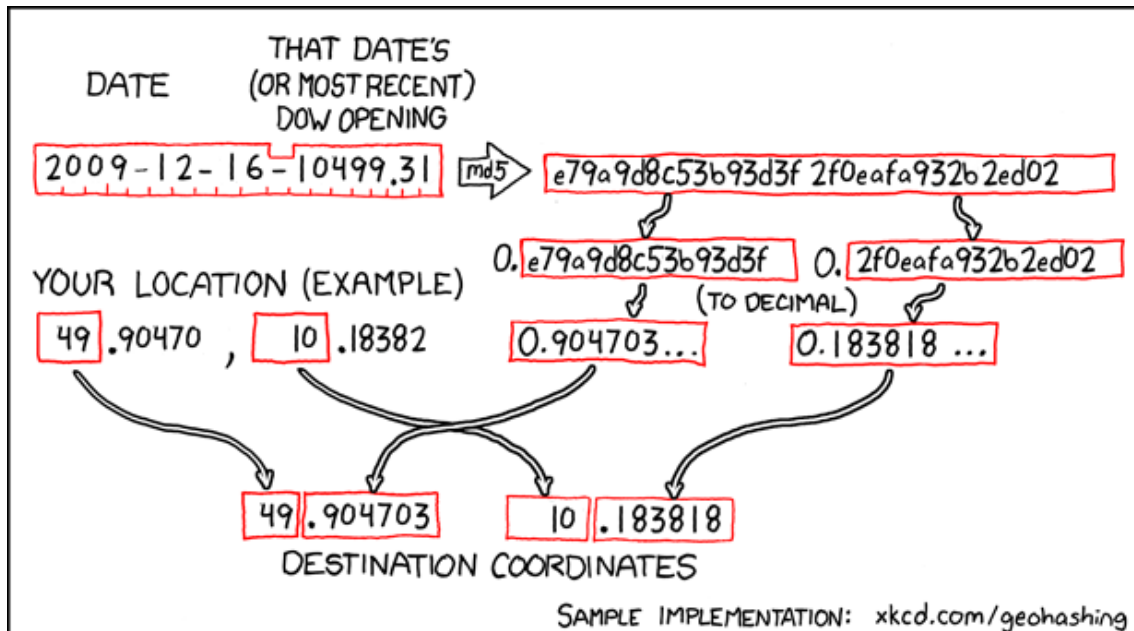 DATE
THAT DATE'S
(OR MOST RECENT)
DOW OPENING
2009-12-16-10499.31
md5
e79a9d8c53b93d3f 2f0eafa932b2ed02
0. e79a9d8c53b93d3f 0. 2f0eafa932b2ed02
YOUR LOCATION (EXAMPLE)
(TO DECIMAL)
49 .90470 , 10 .18382
0.904703... 0.183818 ...
49 .904703 10 .183818
DESTINATION COORDINATES
SAMPLE IMPLEMENTATION: xkcd.com/geohashing